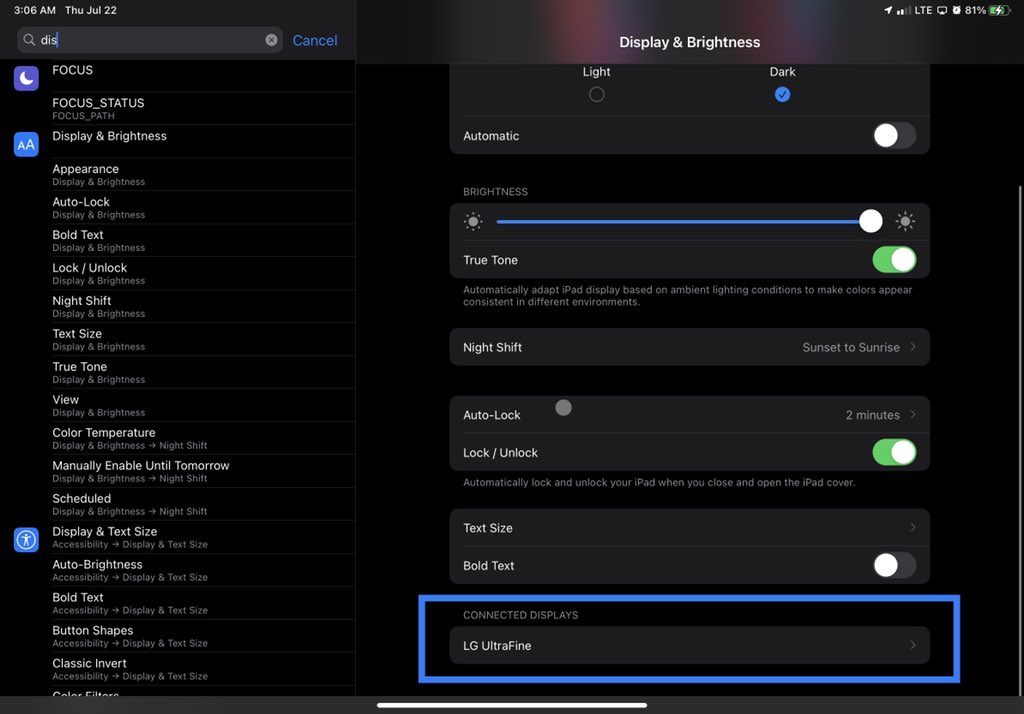 3:06 AM Thu Jul 22
LTE 81%
dis
Cancel
FOCUS
FOCUS_STATUS
FOCUS_PATH
AA
Display & Brightness
Appearance
Display & Brightness
Auto-Lock
Display & Brightness
Bold Text
Display & Brightness
Lock / Unlock
Display & Brightness
Night Shift
Display & Brightness
Text Size
Display & Brightness
True Tone
Display & Brightness
View
Display & Brightness
Color Temperature
Display & Brightness → Night Shift
Manually Enable Until Tomorrow
Display & Brightness → Night Shift
Scheduled
Display & Brightness → Night Shift
Display & Text Size
Accessibility → Display & Text Size
Auto-Brightness
Accessibility → Display & Text Size
Bold Text
Accessibility → Display & Text Size
Button Shapes
Accessibility → Display & Text Size
Classic Invert
Accessibility → Display & Text Size
Color Filters
Display & Brightness
Light Dark
Automatic
BRIGHTNESS
True Tone
Automatically adapt iPad display based on ambient lighting conditions to make colors appear
consistent in different environments.
Night Shift Sunset to Sunrise
Auto-Lock 2 minutes
Lock / Unlock
Automatically lock and unlock your iPad when you close and open the iPad cover.
Text Size
Bold Text
CONNECTED DISPLAYS
LG UltraFine